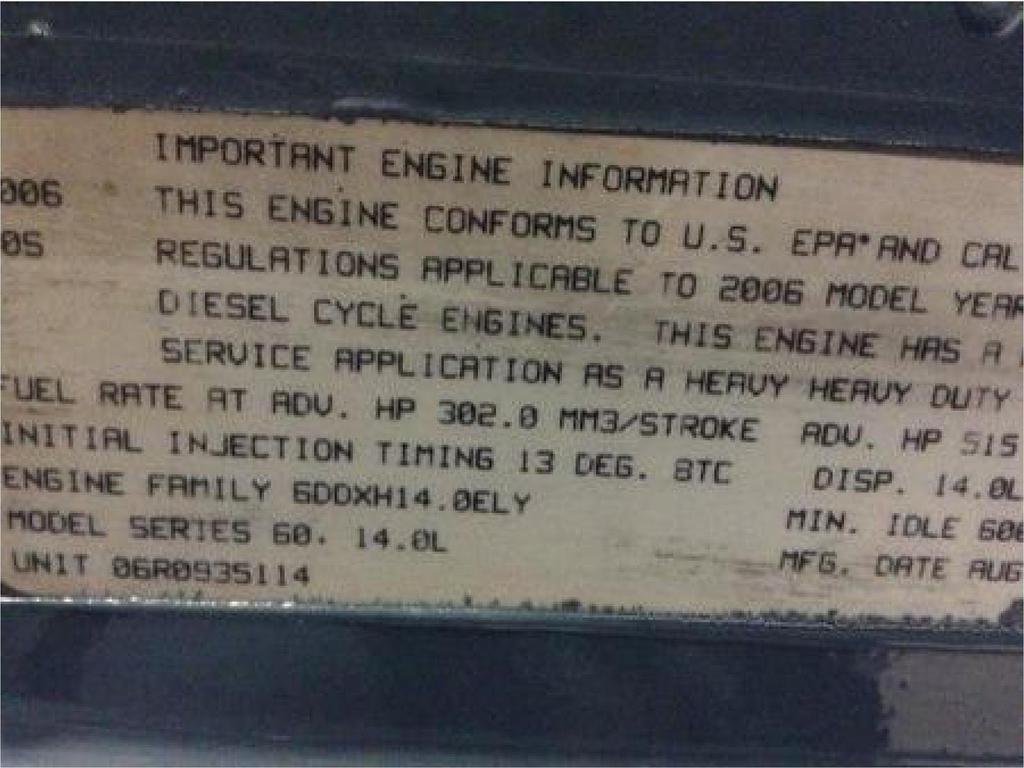 IMPORTANT ENGINE INFORMATION
006 THIS ENGINE CONFORMS TO U.S. EPA* AND CAL
05 REGULATIONS APPLICABLE TO 2006 MODEL YEAR
DIESEL CYCLE ENGINES. THIS ENGINE HAS A
SERVICE APPLICATION AS A HEAVY HEAVY DUTY
FUEL RATE AT ADV. HP 302.0 MM3/STROKE ADV. HP 515
INITIAL INJECTION TIMING 13 DEG. BTC DISP. 14.0L
ENGINE FAMILY 6DDXH14.0ELY MIN. IDLE 600
MODEL SERIES 60. 14.0L MFG. DATE AUG
UNIT 06R0935114